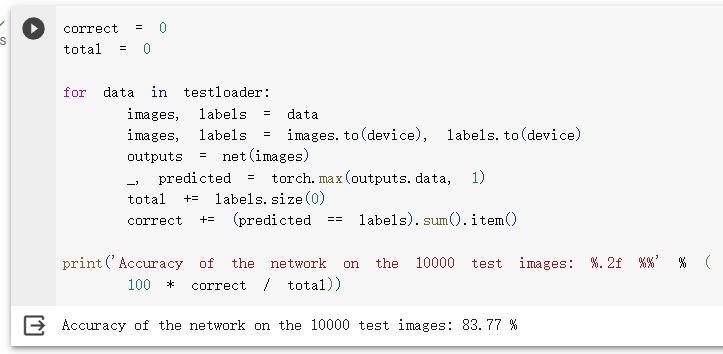 s
correct = 0
total = 0
for data in testloader:
images, labels = data
images, labels = images.to(device), labels.to(device)
outputs = net(images)
_, predicted = torch.max(outputs.data, 1)
total += labels.size(0)
correct += (predicted == labels).sum().item()
print('Accuracy of the network on the 10000 test images: %.2f %%' % (
100 * correct / total))
Accuracy of the network on the 10000 test images: 83.77 %